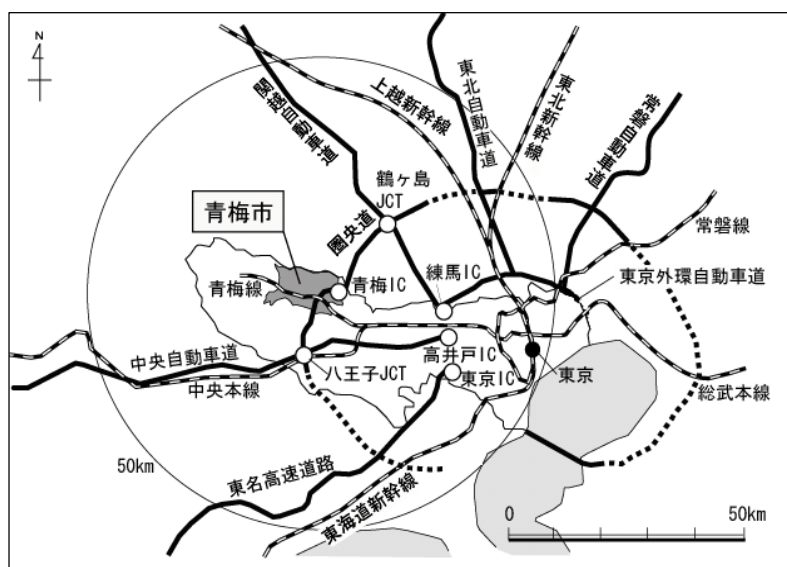 N
関越自動車道
上越新幹線
東北自動車道
東北新幹線
常磐自動車道
鶴ヶ島
JCT
青梅市
圏央道
常磐線
青梅線
青梅IC
練馬IC
東京外環自動車道
中央自動車道
高井戸IC
中央本線
八王子JCT
東京IC
東京
総武本線
50km
東名高速道路
東海道新幹線
0
50km